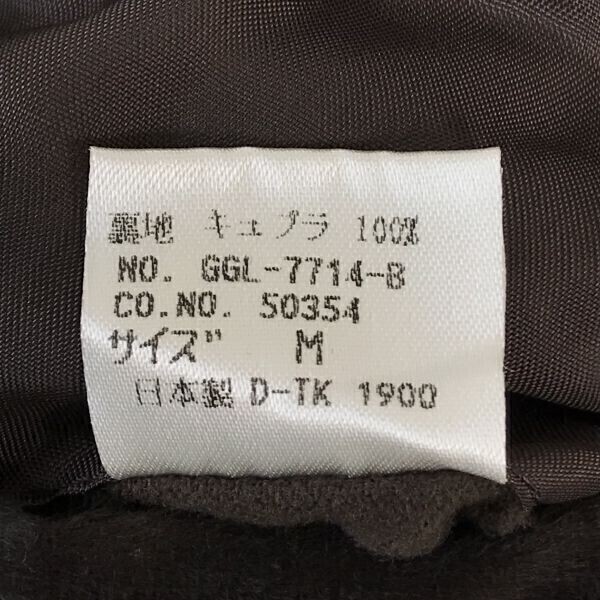 裏地 キュプラ 100%
NO. GGL-7714-B
CO.NO. 50354
サイズ M
日本製 D-TK 1900